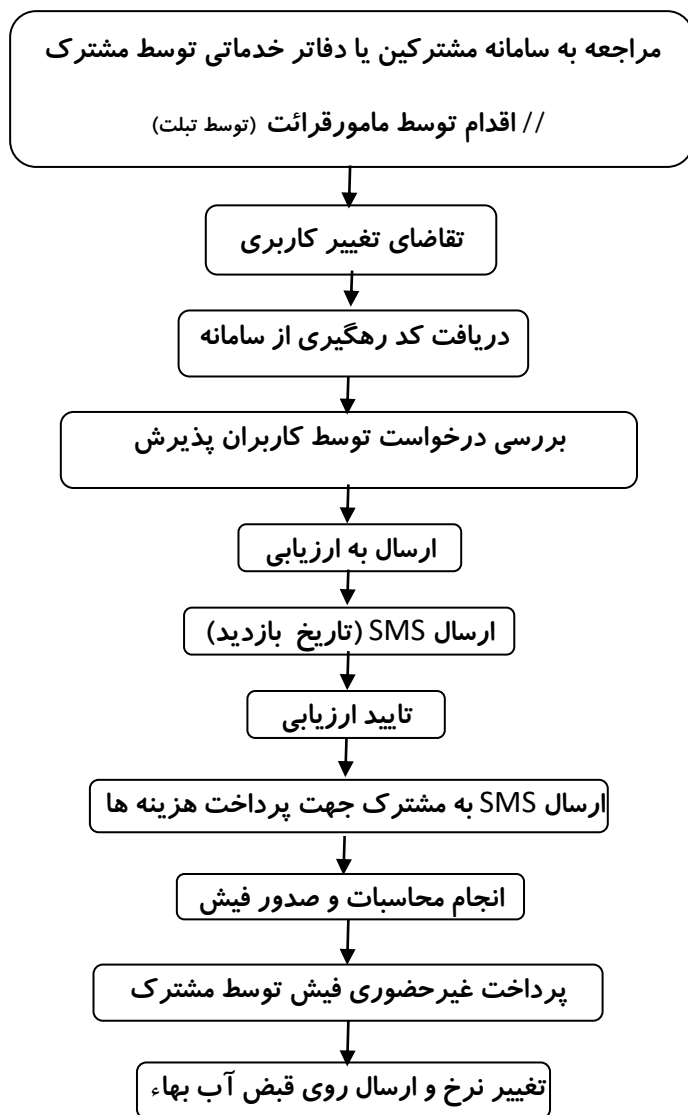 مراجعه به سامانه مشترکین یا دفاتر خدماتی توسط مشترک
// اقدام توسط مامورقرائت (توسط تبلت)
تقاضای تغییر کاربری
دریافت کد رهگیری از سامانه
بررسی درخواست توسط کاربران پذیرش
ارسال به ارزیابی
ارسال SMS (تاریخ بازدید)
تایید ارزیابی
ارسال SMS به مشترک جهت پرداخت هزینه ها
انجام محاسبات و صدور فیش
پرداخت غیرحضوری فیش توسط مشترک
تغییر نرخ و ارسال روی قبض آب بهاء